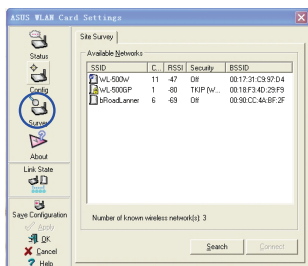 ASUS WLAN Card Settings
Status
Config
Survey
About
Link State
Save Configuration
Apply
OK
Cancel
Help
Site Survey
Available Networks
SSID C... RSSI Security BSSID
WL-500W 11 -47 Off 00:17:31:C9:97:D4
WL-500GP 1 -80 TKIP (W... 00:18:F3:4D:29:F9
bRoadLanner 6 -69 Off 00:90:CC:4A:BF:2F
Number of known wireless network(s): 3
Search Connect